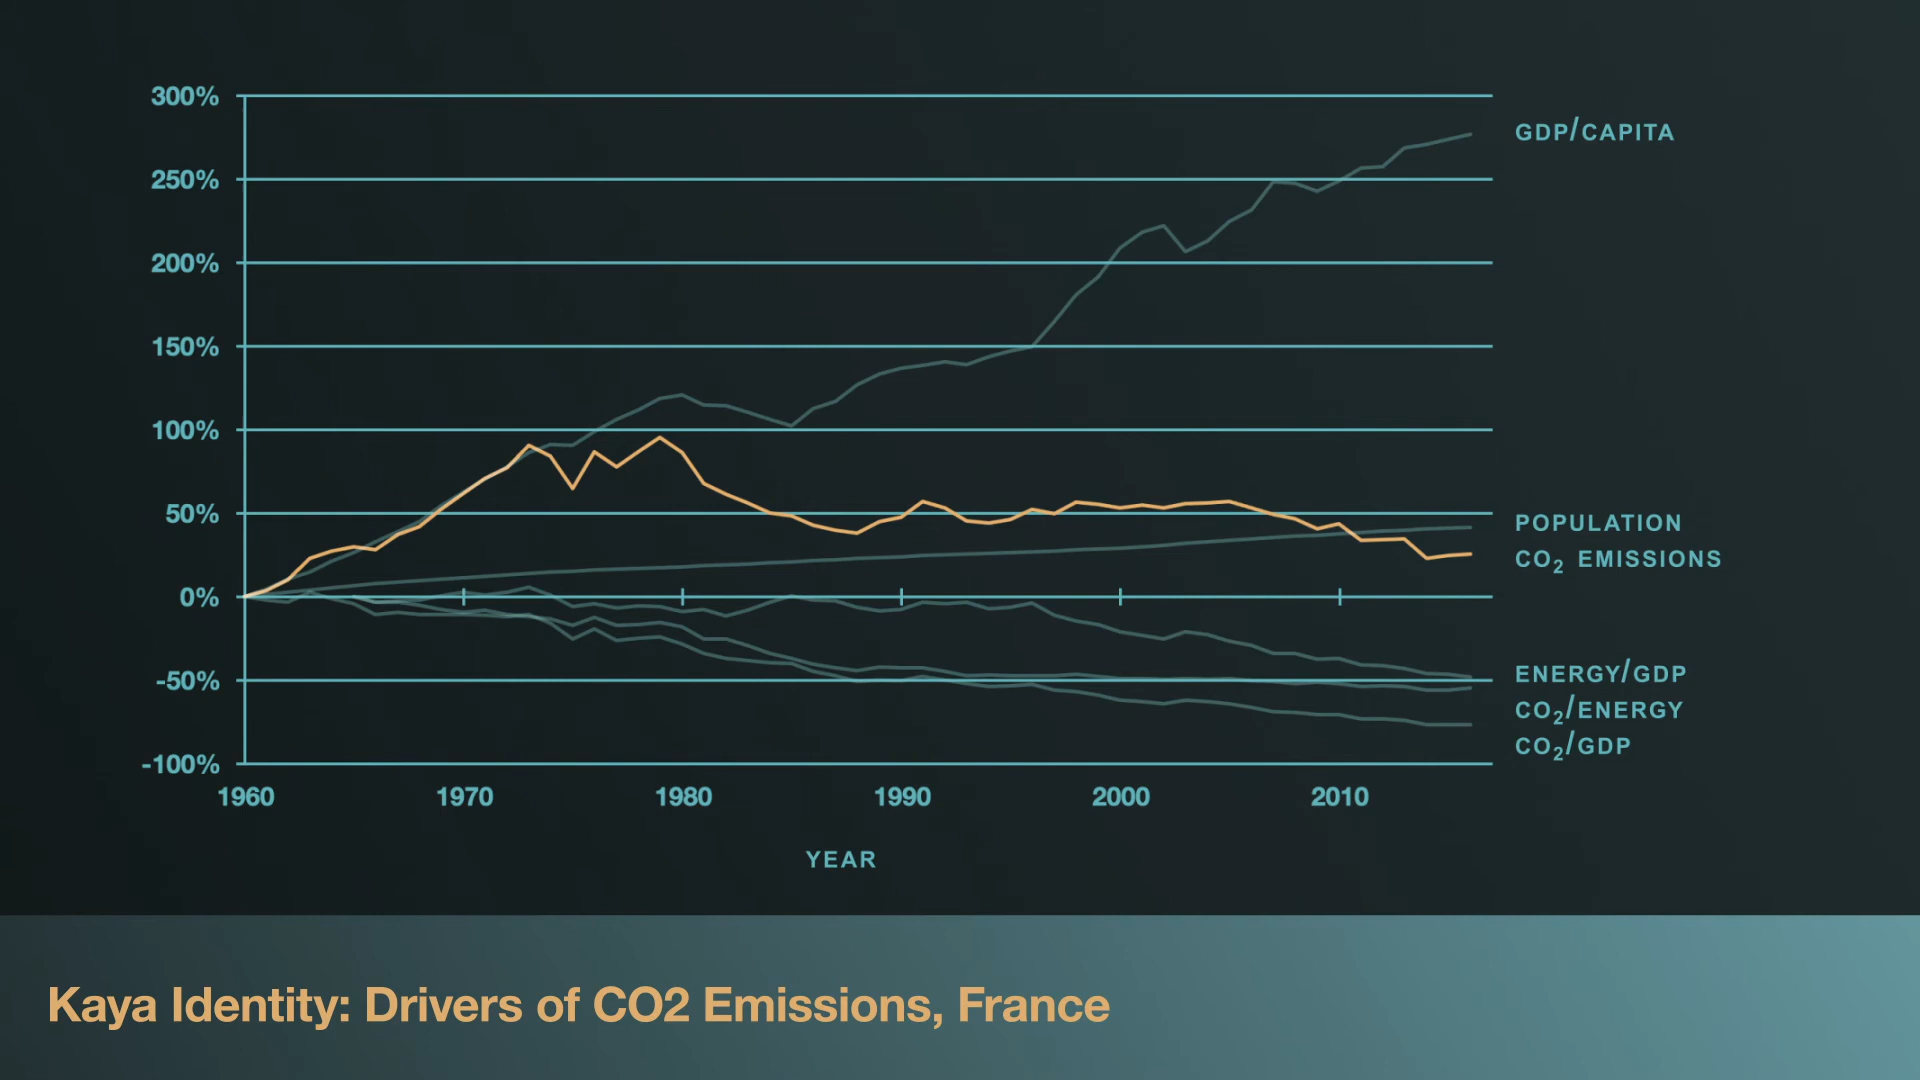 300%
GDP/CAPITA
250%
200%
150%
100%
50%
POPULATION
CO₂ EMISSIONS
0%
ENERGY/GDP
-50%
CO₂/ENERGY
CO₂/GDP
-100%
1960 1970 1980 1990 2000 2010
YEAR
Kaya Identity: Drivers of CO2 Emissions, France